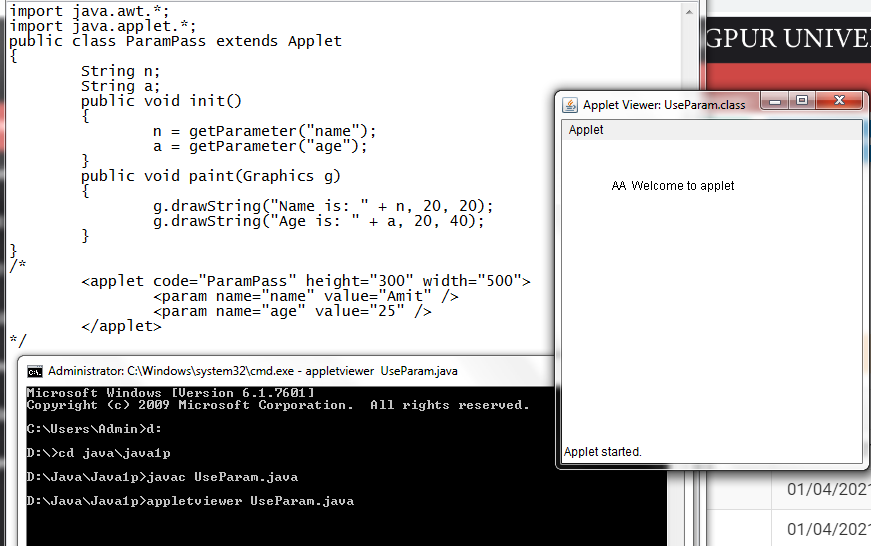 import java.awt.*;
import java.applet.*;
public class ParamPass extends Applet
{
String n;
String a;
public void init()
{
n = getParameter("name");
a = getParameter("age");
}
public void paint(Graphics g)
{
g.drawString("Name is: " + n, 20, 20);
g.drawString("Age is: " + a, 20, 40);
}
}
/*
<applet code="ParamPass" height="300" width="500">
<param name="name" value="Amit" />
<param name="age" value="25" />
</applet>
*/
GPUR UNIVE
Applet Viewer: UseParam.class
Applet
AA Welcome to applet
Applet started.
Administrator: C:\Windows\system32\cmd.exe - appletviewer UseParam.java
Microsoft Windows [Version 6.1.7601]
Copyright (c) 2009 Microsoft Corporation. All rights reserved.
C:\Users\Admin>d:
D:\>cd java\java1p
D:\Java\Java1p>javac UseParam.java
D:\Java\Java1p>appletviewer UseParam.java
01/04/2021
01/04/2021